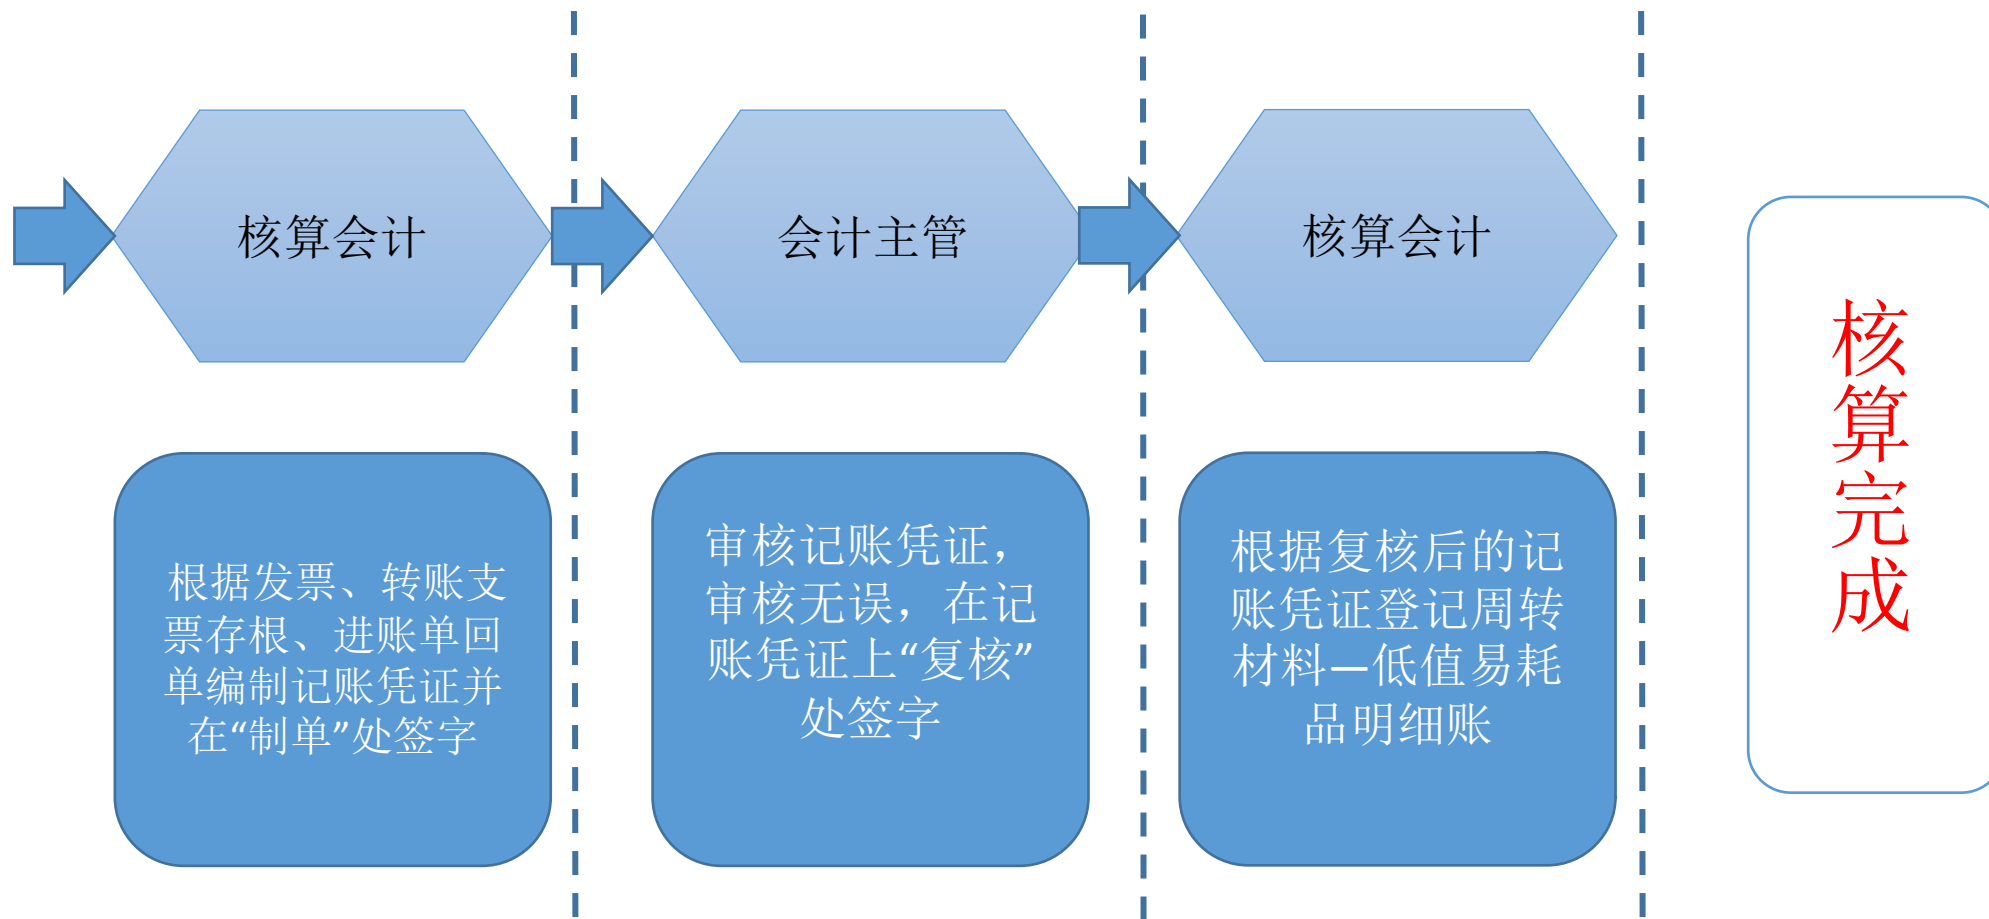 核算会计
会计主管
核算会计
根据发票、转账支
票存根、进账单回
单编制记账凭证并
在“制单”处签字
审核记账凭证，
审核无误，在记
账凭证上“复核”
处签字
根据复核后的记
账凭证登记周转
材料—低值易耗
品明细账
核算完成